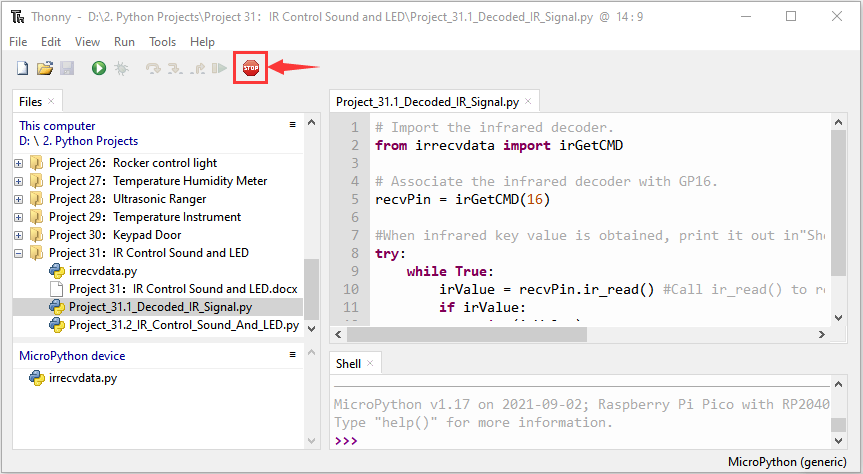 Thonny - D:\2. Python Projects\Project 31: IR Control Sound and LED\Project_31.1_Decoded_IR_Signal.py @ 14:9
File Edit View Run Tools Help
STOP
Files
This computer
D: \ 2. Python Projects
Project 26: Rocker control light
Project 27: Temperature Humidity Meter
Project 28: Ultrasonic Ranger
Project 29: Temperature Instrument
Project 30: Keypad Door
Project 31: IR Control Sound and LED
irrecvdata.py
Project 31: IR Control Sound and LED.docx
Project_31.1_Decoded_IR_Signal.py
Project_31.2_IR_Control_Sound_And_LED.py
MicroPython device
irrecvdata.py
Project_31.1_Decoded_IR_Signal.py
1 # Import the infrared decoder.
2 from irrecvdata import irGetCMD
3
4 # Associate the infrared decoder with GP16.
5 recvPin = irGetCMD(16)
6
7 #When infrared key value is obtained, print it out in"She
8 try:
9 while True:
10 irValue = recvPin.ir_read() #Call ir_read() to re
11 if irValue:
Shell
MicroPython v1.17 on 2021-09-02; Raspberry Pi Pico with RP2040
Type "help()" for more information.
>>>
MicroPython (generic)